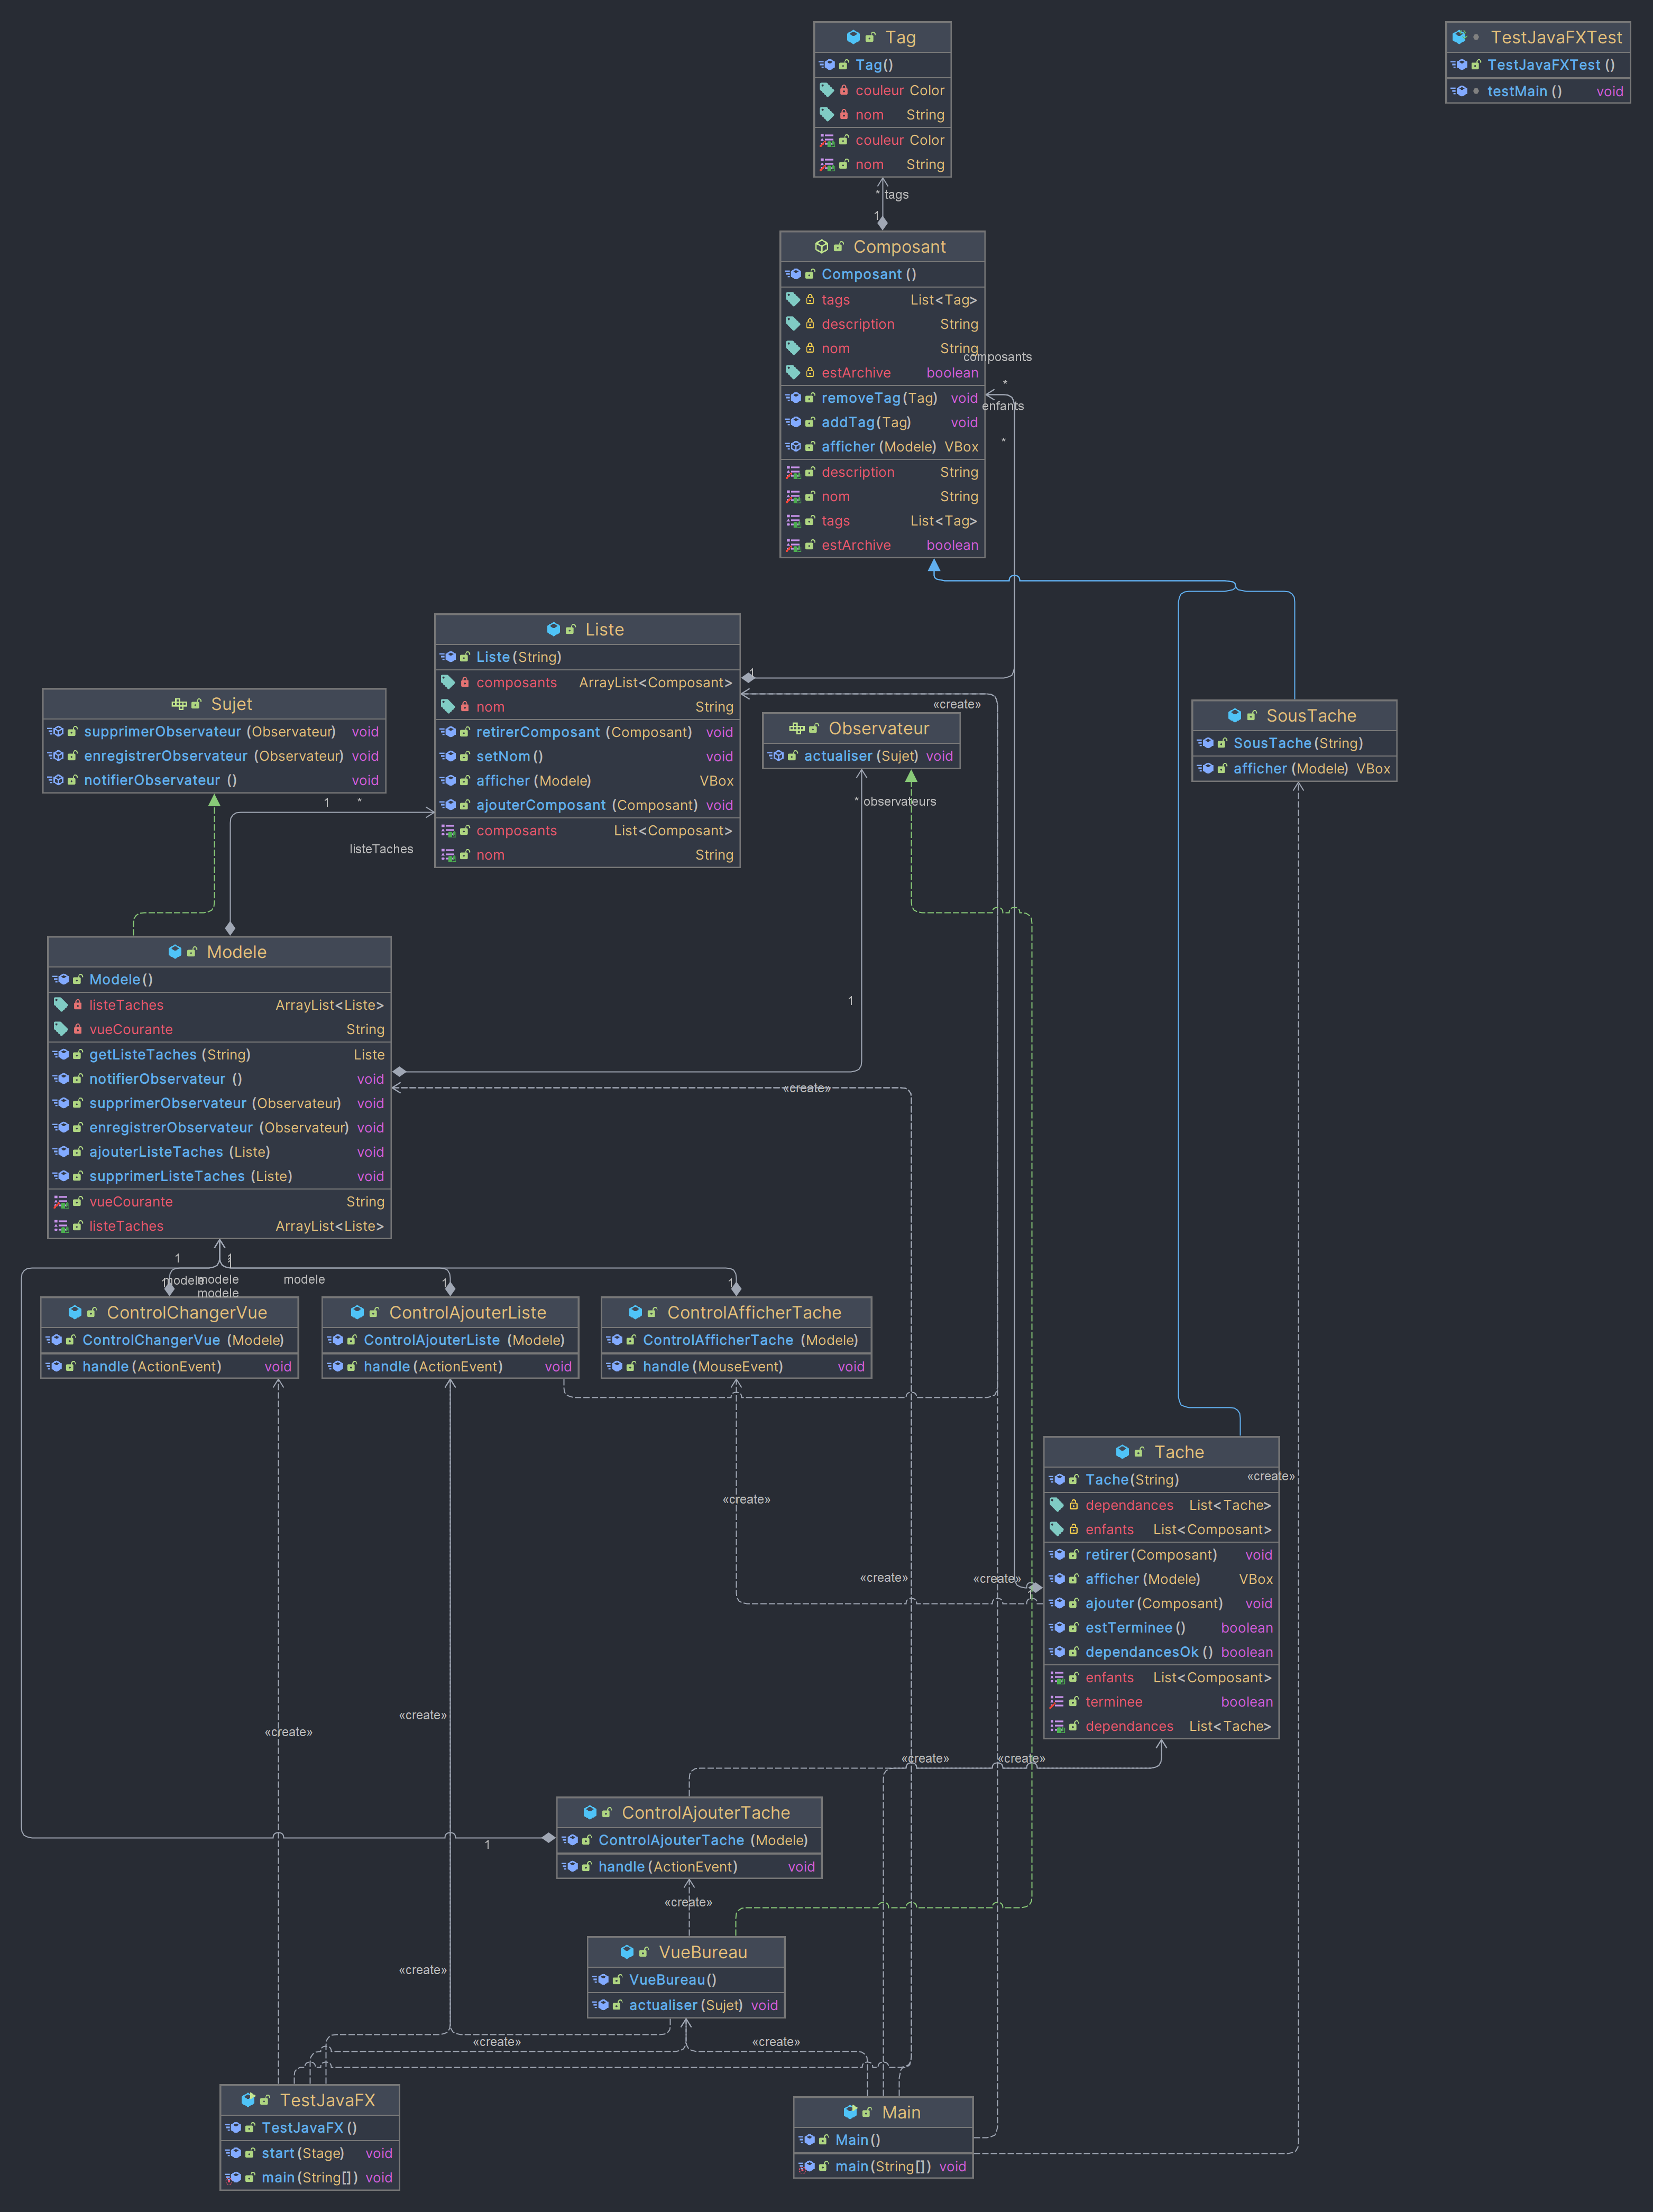 Tag
Tag()
couleur Color
nom String
couleur Color
nom String
TestJavaFXTest
TestJavaFXTest ()
testMain () void
* tags
1
Composant
Composant ()
tags List<Tag>
description String
nom String
estArchive boolean
removeTag (Tag) void
addTag (Tag) void
afficher (Modele) VBox
description String
nom String
tags List<Tag>
estArchive boolean
composants
*
enfants
*
Liste
Liste (String)
composants ArrayList<Composant>
nom String
retirerComposant (Composant) void
setNom () void
afficher (Modele) VBox
ajouterComposant (Composant) void
composants List<Composant>
nom String
1
«create»
Sujet
supprimerObservateur (Observateur) void
enregistrerObservateur (Observateur) void
notifierObservateur () void
Observateur
actualiser (Sujet) void
SousTache
SousTache (String)
afficher (Modele) VBox
1 *
listeTaches
* observateurs
1
Modele
Modele ()
listeTaches ArrayList<Liste>
vueCourante String
getListeTaches (String) Liste
notifierObservateur () void
supprimerObservateur (Observateur) void
enregistrerObservateur (Observateur) void
ajouterListeTaches (Liste) void
supprimerListeTaches (Liste) void
vueCourante String
listeTaches ArrayList<Liste>
«create»
1
1
modele
modele
modele
modele
1
1
1
ControlChangerVue
ControlChangerVue (Modele)
handle (ActionEvent) void
ControlAjouterListe
ControlAjouterListe (Modele)
handle (ActionEvent) void
ControlAfficherTache
ControlAfficherTache (Modele)
handle (MouseEvent) void
Tache
Tache (String)
dependances List<Tache>
enfants List<Composant>
retirer (Composant) void
afficher (Modele) VBox
ajouter (Composant) void
estTerminee () boolean
dependancesOk () boolean
enfants List<Composant>
terminee boolean
dependances List<Tache>
«create»
«create»
«create»
«create»
1
«create»
«create»
«create»
«create»
ControlAjouterTache
ControlAjouterTache (Modele)
handle (ActionEvent) void
1
«create»
VueBureau
VueBureau ()
actualiser (Sujet) void
«create»
«create»
«create»
TestJavaFX
TestJavaFX ()
start (Stage) void
main (String[]) void
Main
Main ()
main (String[]) void